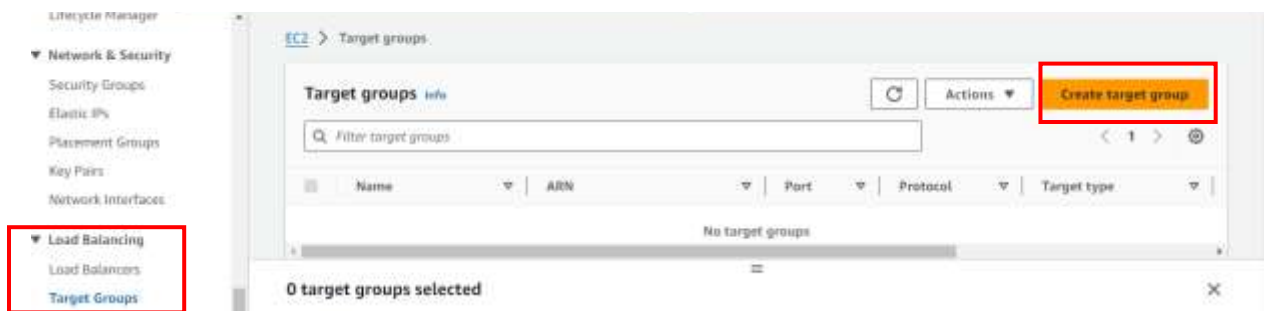 Lifecycle Manager
Network & Security
Security Groups
Elastic IPs
Placement Groups
Key Pairs
Network Interfaces
Load Balancing
Load Balancers
Target Groups
EC2 > Target groups
Target groups Info
Actions
Create target group
Filter target groups
1
Name ARN Port Protocol Target type
No target groups
0 target groups selected